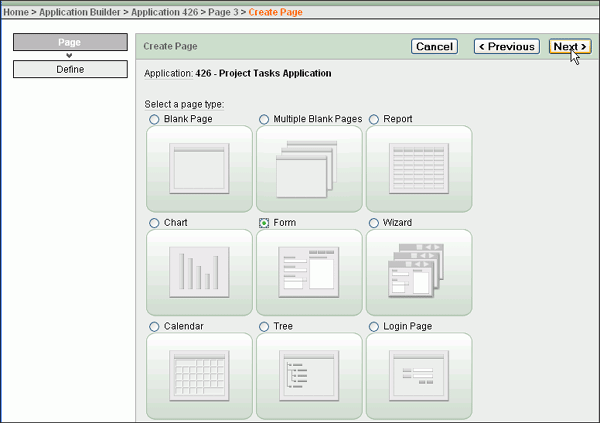 Home > Application Builder > Application 426 > Page 3 > Create Page
Page
Define
Create Page
Cancel
< Previous
Next >
Application: 426 - Project Tasks Application
Select a page type:
Blank Page
Multiple Blank Pages
Report
Chart
Form
Wizard
Calendar
Tree
Login Page